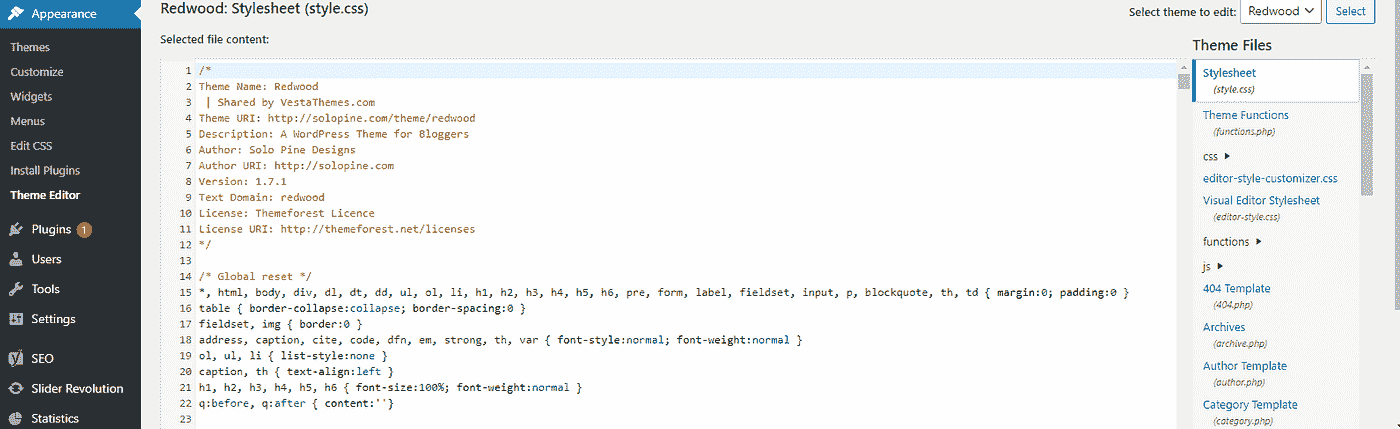 Appearance
Themes
Customize
Widgets
Menus
Edit CSS
Install Plugins
Theme Editor
Plugins 1
Users
Tools
Settings
SEO
Slider Revolution
Statistics
Redwood: Stylesheet (style.css)
Select theme to edit: Redwood Select
Selected file content:
1 /*
2 Theme Name: Redwood
3 | Shared by VestaThemes.com
4 Theme URI: http://solopine.com/theme/redwood
5 Description: A WordPress Theme for Bloggers
6 Author: Solo Pine Designs
7 Author URI: http://solopine.com
8 Version: 1.7.1
9 Text Domain: redwood
10 License: Themeforest Licence
11 License URI: http://themeforest.net/licenses
12 */
13
14 /* Global reset */
15 *, html, body, div, dl, dt, dd, ul, ol, li, h1, h2, h3, h4, h5, h6, pre, form, label, fieldset, input, p, blockquote, th, td { margin:0; padding:0 }
16 table { border-collapse:collapse; border-spacing:0 }
17 fieldset, img { border:0 }
18 address, caption, cite, code, dfn, em, strong, th, var { font-style:normal; font-weight:normal }
19 ol, ul, li { list-style:none }
20 caption, th { text-align:left }
21 h1, h2, h3, h4, h5, h6 { font-size:100%; font-weight:normal }
22 q:before, q:after { content:''}
23
Theme Files
Stylesheet
(style.css)
Theme Functions
(functions.php)
css
editor-style-customizer.css
Visual Editor Stylesheet
(editor-style.css)
functions
js
404 Template
(404.php)
Archives
(archive.php)
Author Template
(author.php)
Category Template
(category.php)